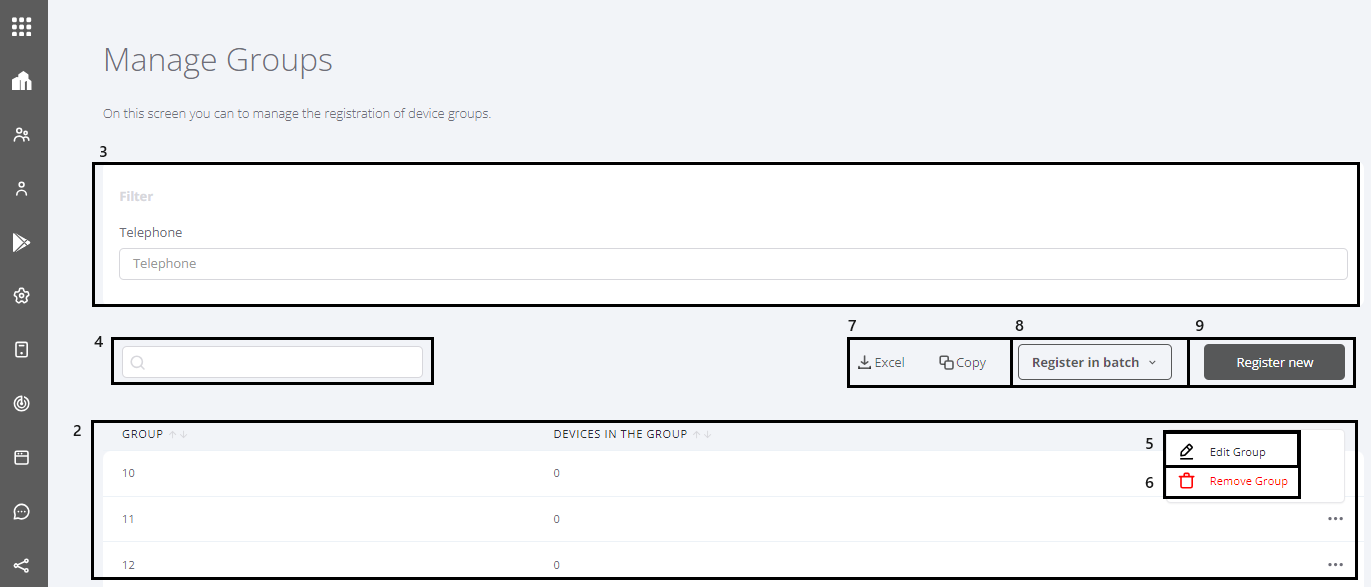 Manage Groups
On this screen you can to manage the registration of device groups.
3
Filter
Telephone
Telephone
4
7 8 9
Excel Copy Register in batch Register new
2
GROUP DEVICES IN THE GROUP
5 Edit Group
10 0
6 Remove Group
11 0
12 0